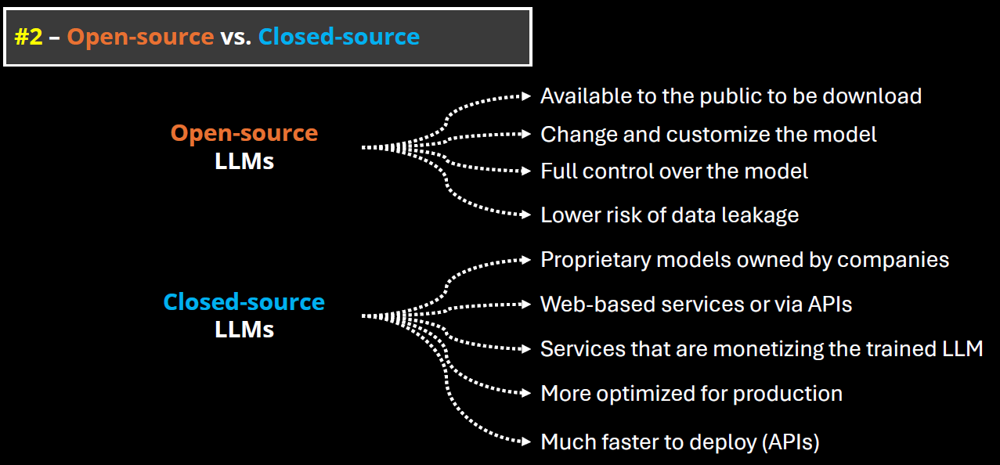 #2 – Open-source vs. Closed-source
Open-source
LLMs
Available to the public to be download
Change and customize the model
Full control over the model
Lower risk of data leakage
Closed-source
LLMs
Proprietary models owned by companies
Web-based services or via APIs
Services that are monetizing the trained LLM
More optimized for production
Much faster to deploy (APIs)